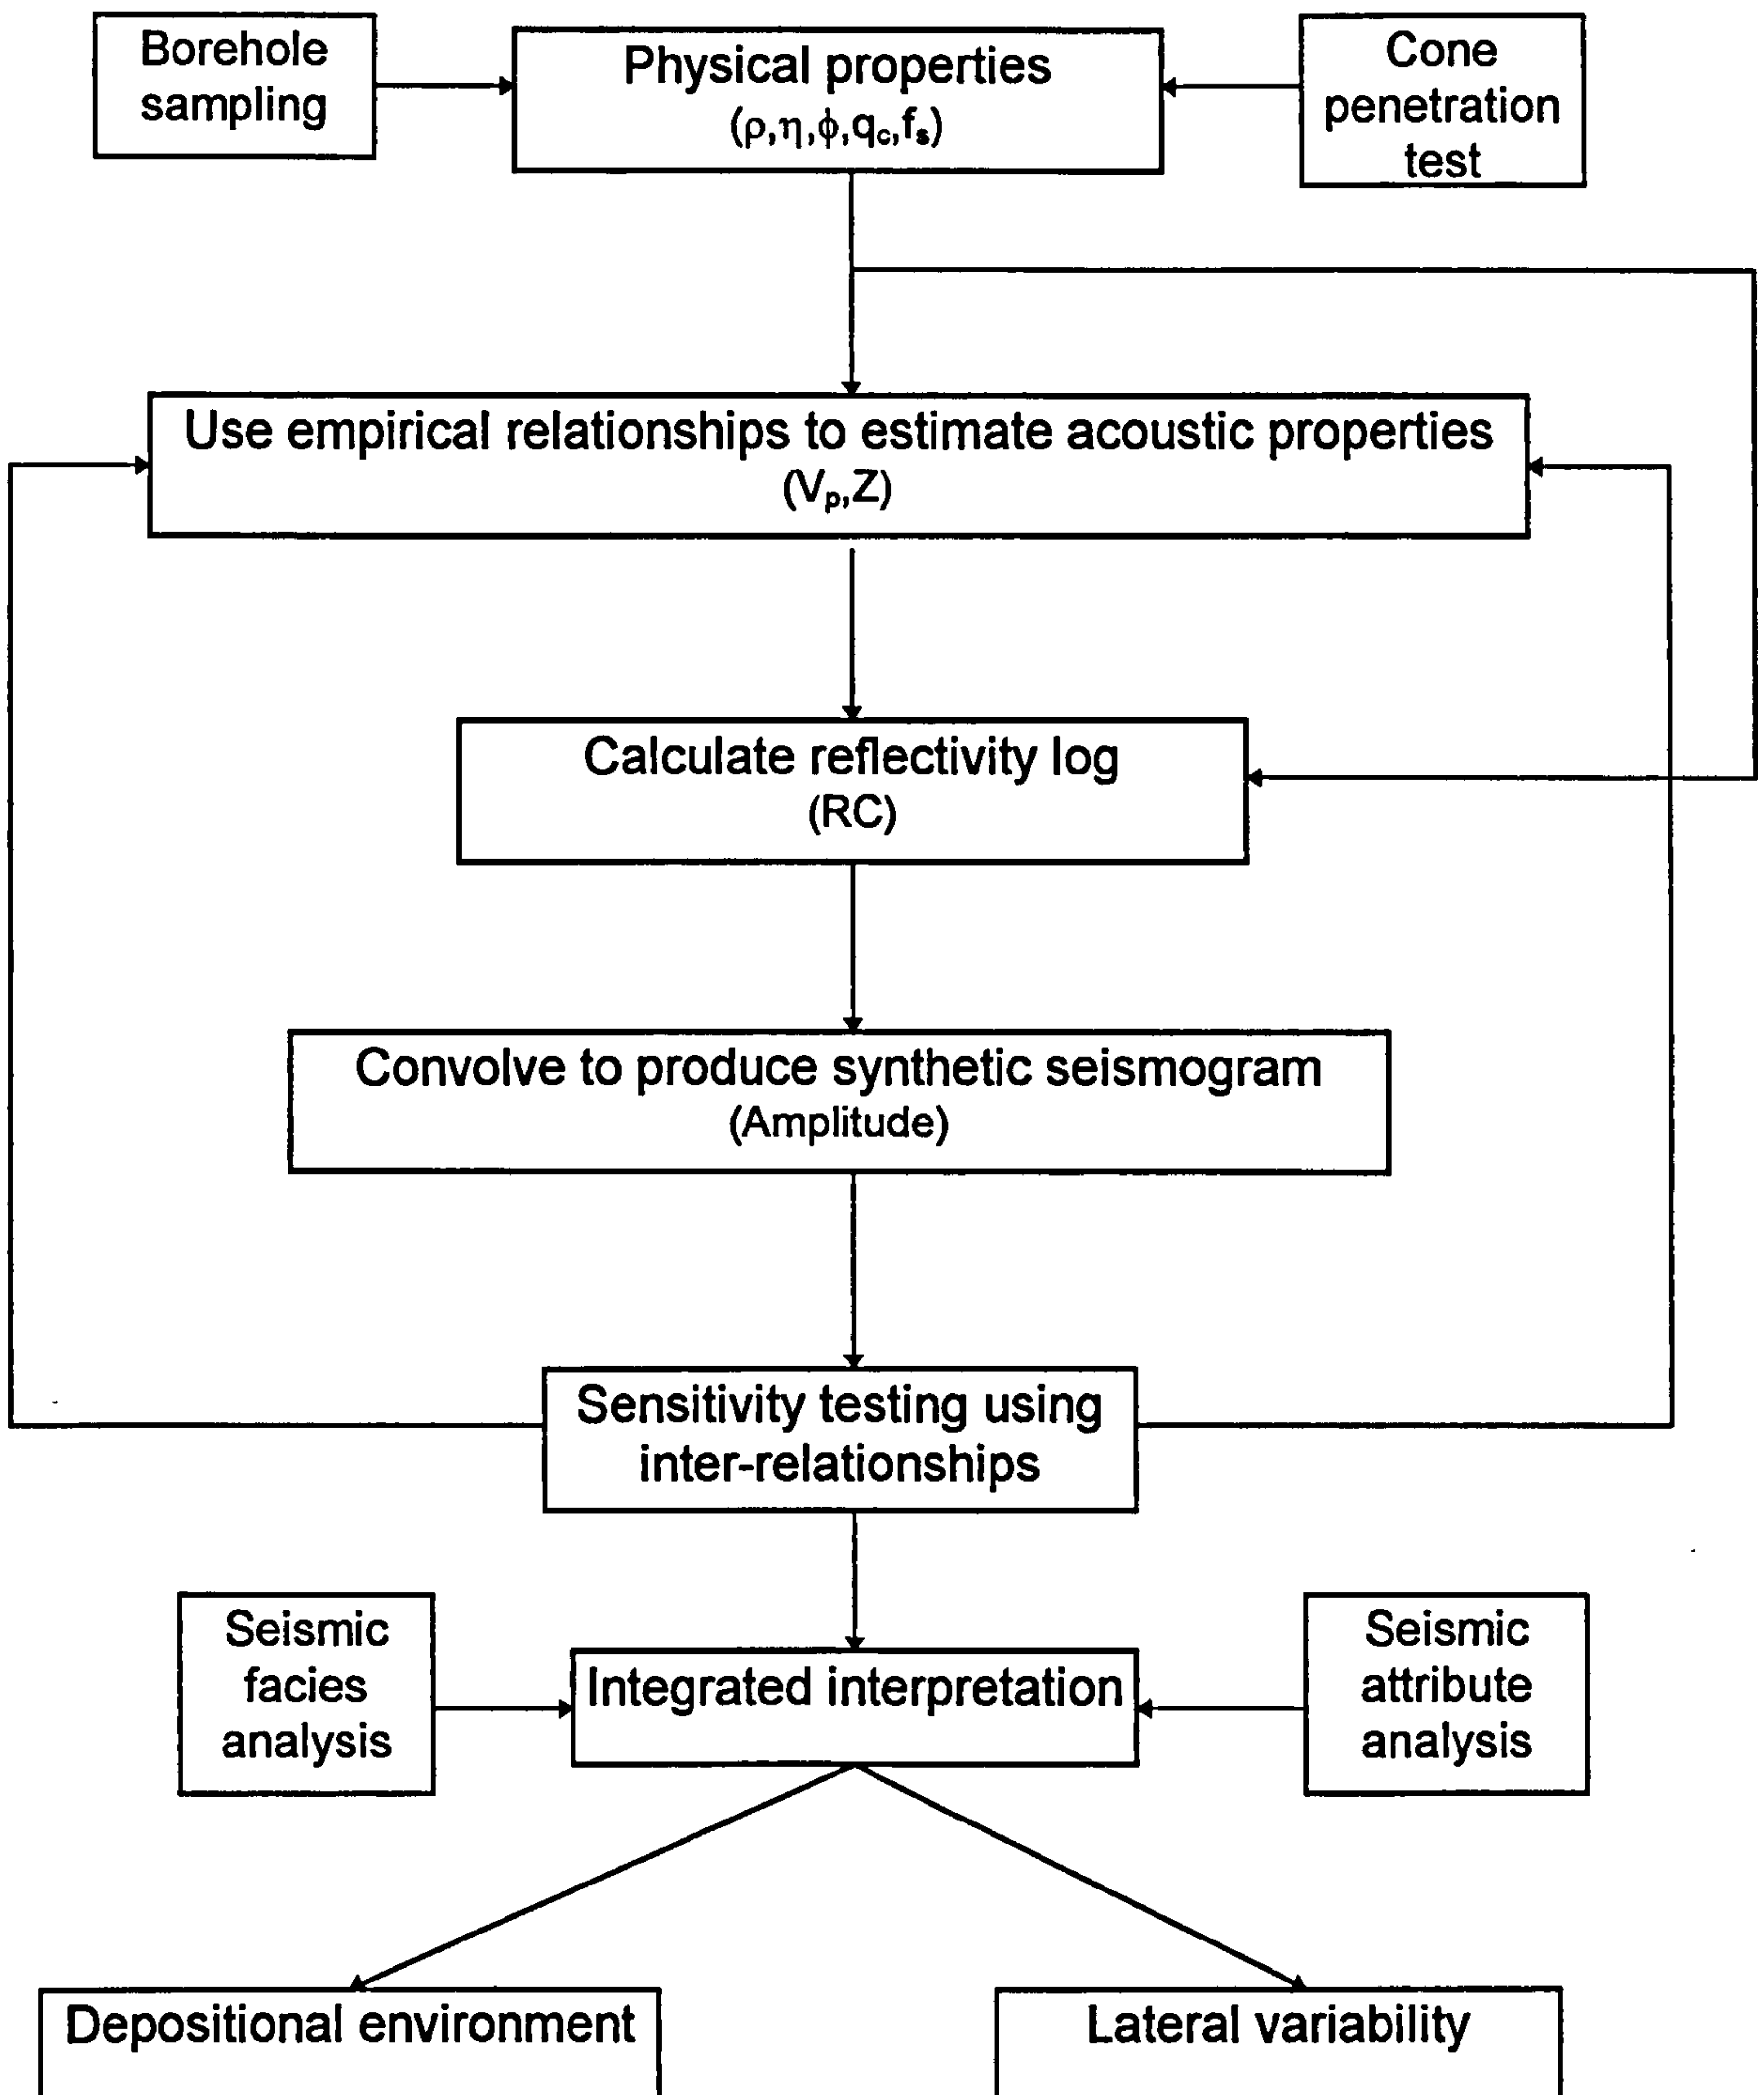 Borehole
sampling
Physical properties
(ρ,η,ϕ,qc,fs)
Cone
penetration
test
Use empirical relationships to estimate acoustic properties
(Vp,Z)
Calculate reflectivity log
(RC)
Convolve to produce synthetic seismogram
(Amplitude)
Sensitivity testing using
inter-relationships
Seismic
facies
analysis
Integrated interpretation
Seismic
attribute
analysis
Depositional environment
Lateral variability